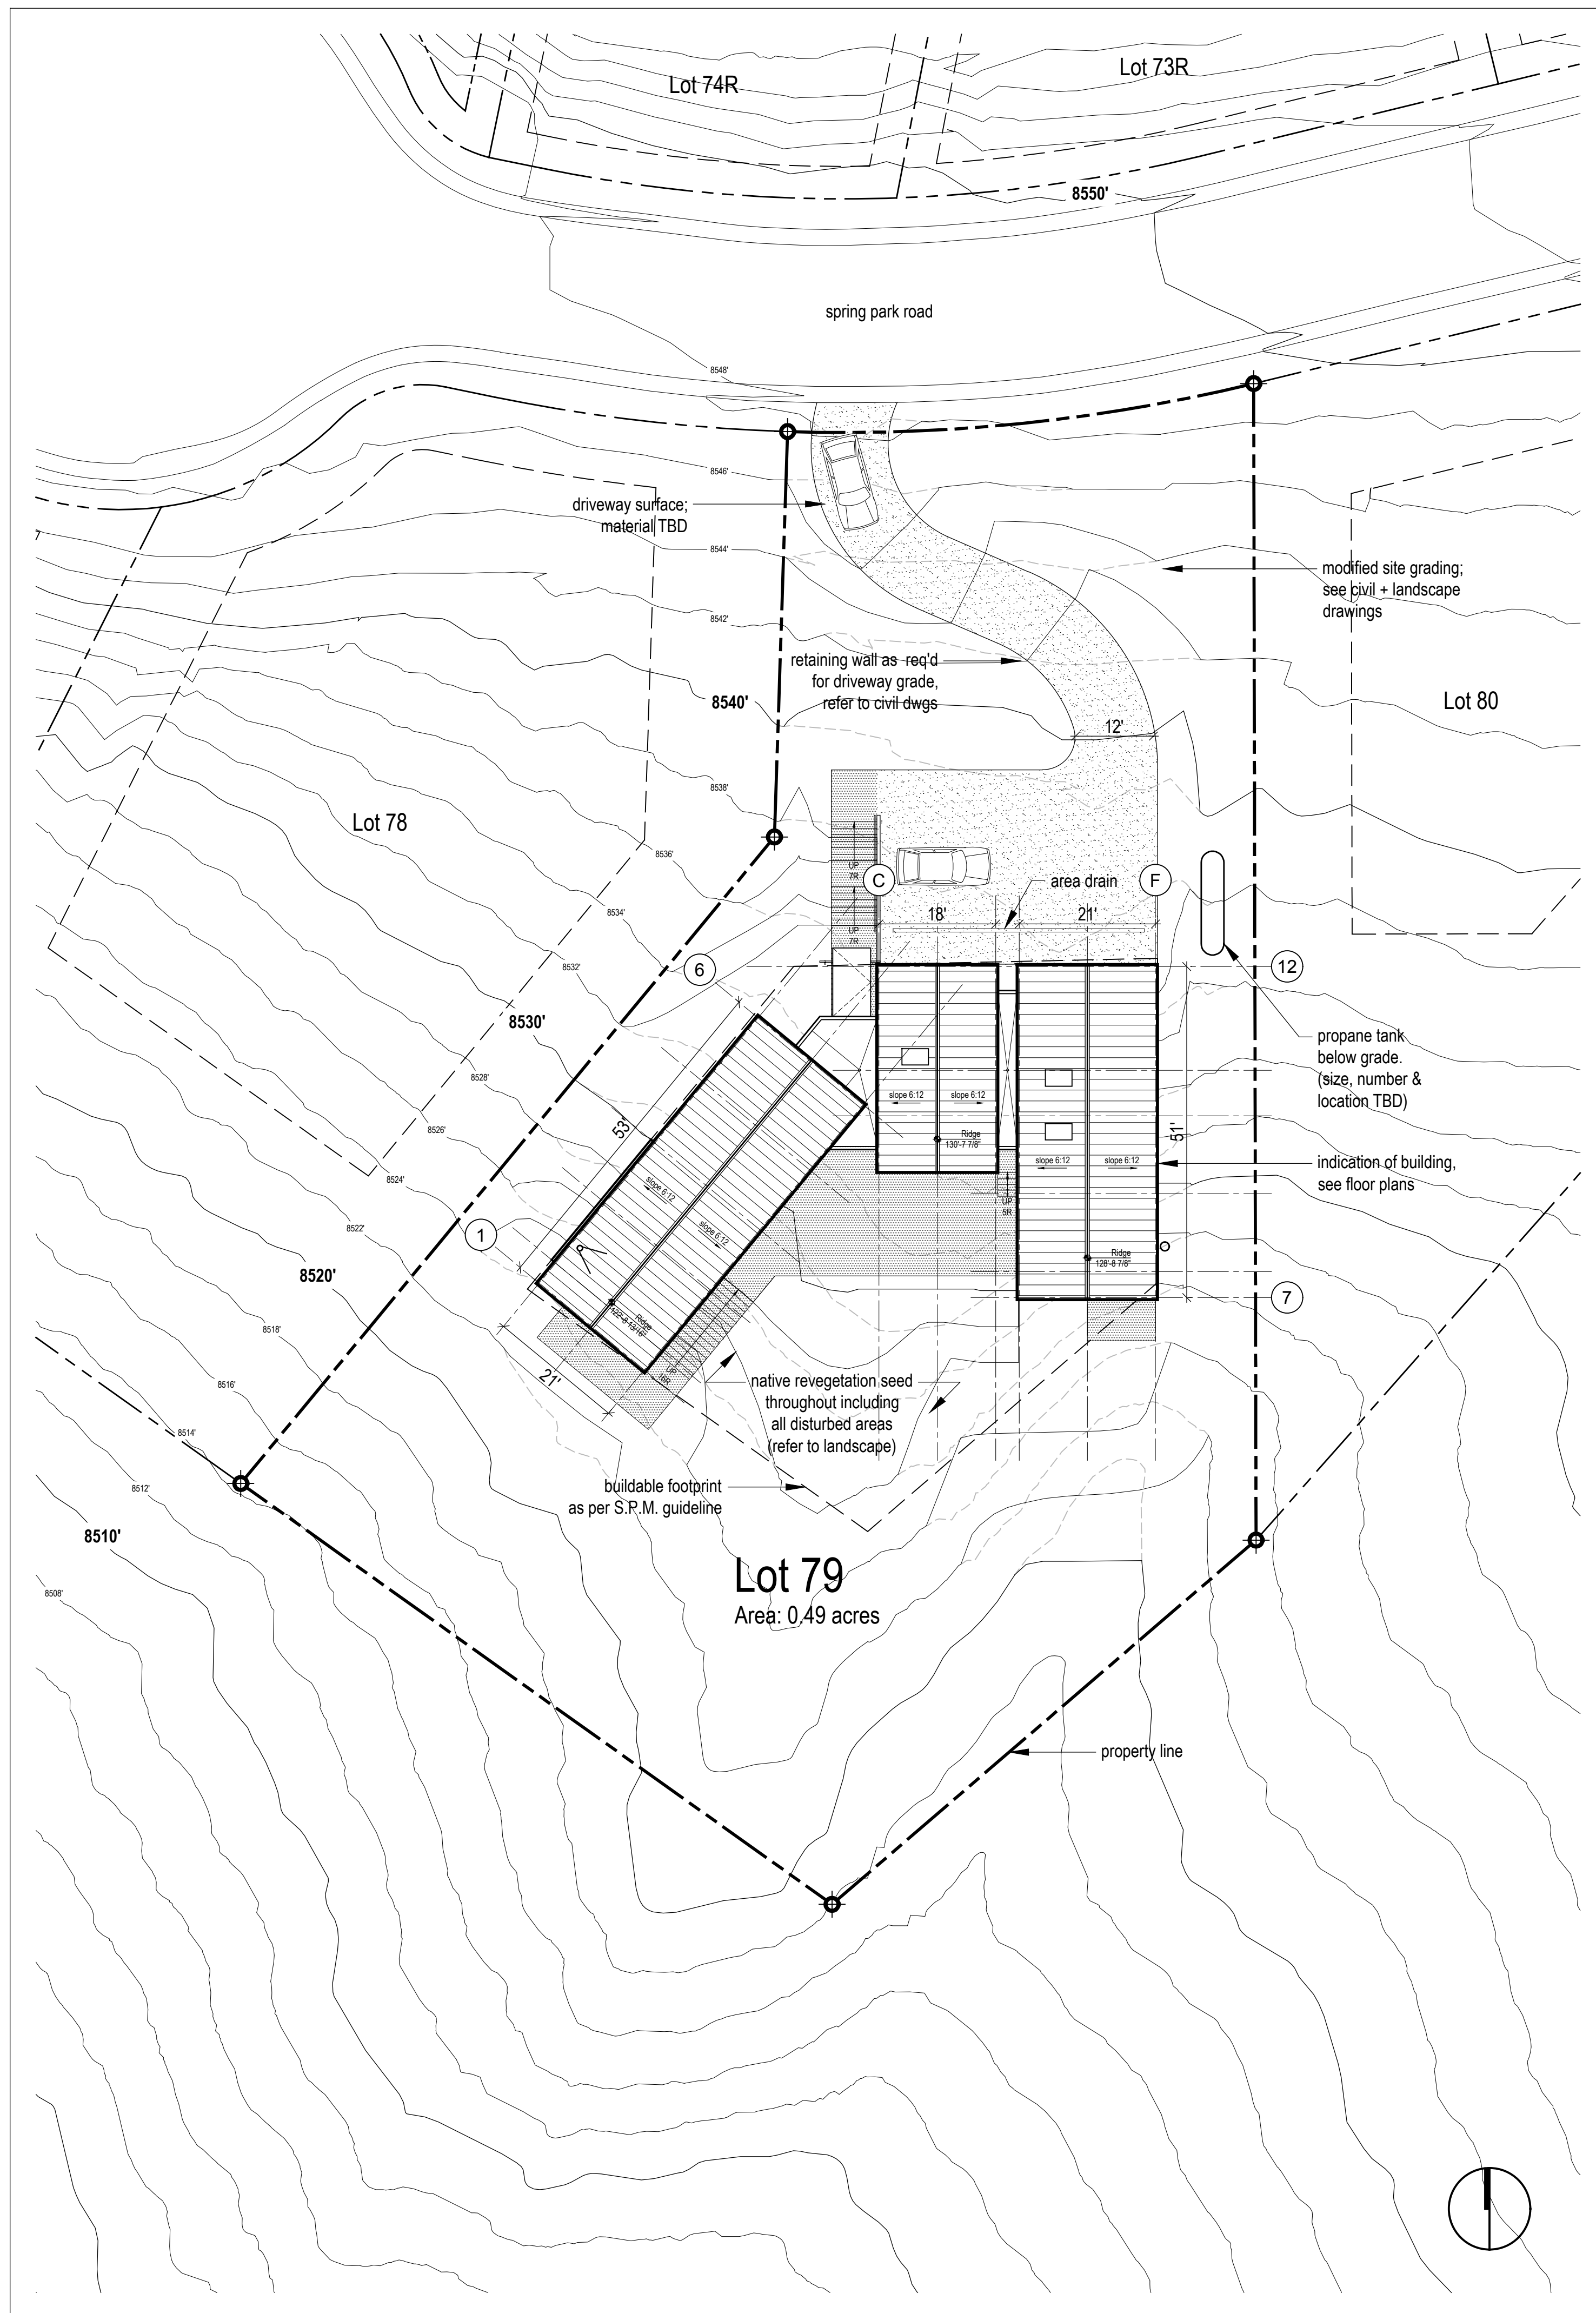 Lot 74R
Lot 73R
8550'
spring park road
8548'
8546'
driveway surface;
material TBD
8544'
modified site grading;
see civil + landscape
drawings
8542'
retaining wall as req'd
for driveway grade,
refer to civil dwgs
8540'
Lot 80
12'
8538'
Lot 78
8536'
UP
7R
C
area drain
F
UP
7R
18'
21'
8534'
6
12
8532'
8530'
propane tank
below grade.
(size, number &
location TBD)
8528'
slope 6:12
slope 6:12
8526'
53'
Ridge
130'-7 7/8"
51'
slope 6:12
slope 6:12
indication of building,
see floor plans
8524'
slope 6:12
UP
5R
8522'
slope 6:12
1
Ridge
128'-8 7/8"
8520'
7
8518'
Ridge
122'-8 13/16"
UP
16R
21'
8516'
native revegetation seed
throughout including
all disturbed areas
(refer to landscape)
8514'
8512'
buildable footprint
as per S.P.M. guideline
8510'
Lot 79
Area: 0.49 acres
8508'
property line